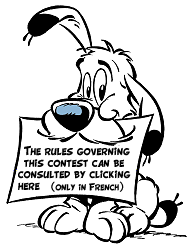 The rules governing
this contest can be
consulted by clicking
here (only in French)